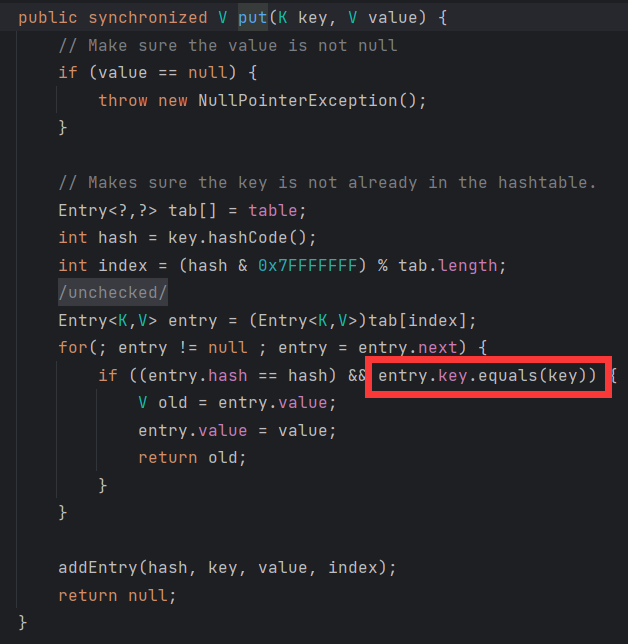 public synchronized V put(K key, V value) {
// Make sure the value is not null
if (value == null) {
throw new NullPointerException();
}
// Makes sure the key is not already in the hashtable.
Entry<?,?> tab[] = table;
int hash = key.hashCode();
int index = (hash & 0x7FFFFFFF) % tab.length;
/unchecked/
Entry<K,V> entry = (Entry<K,V>)tab[index];
for(; entry != null ; entry = entry.next) {
if ((entry.hash == hash) && entry.key.equals(key)) {
V old = entry.value;
entry.value = value;
return old;
}
}
addEntry(hash, key, value, index);
return null;
}